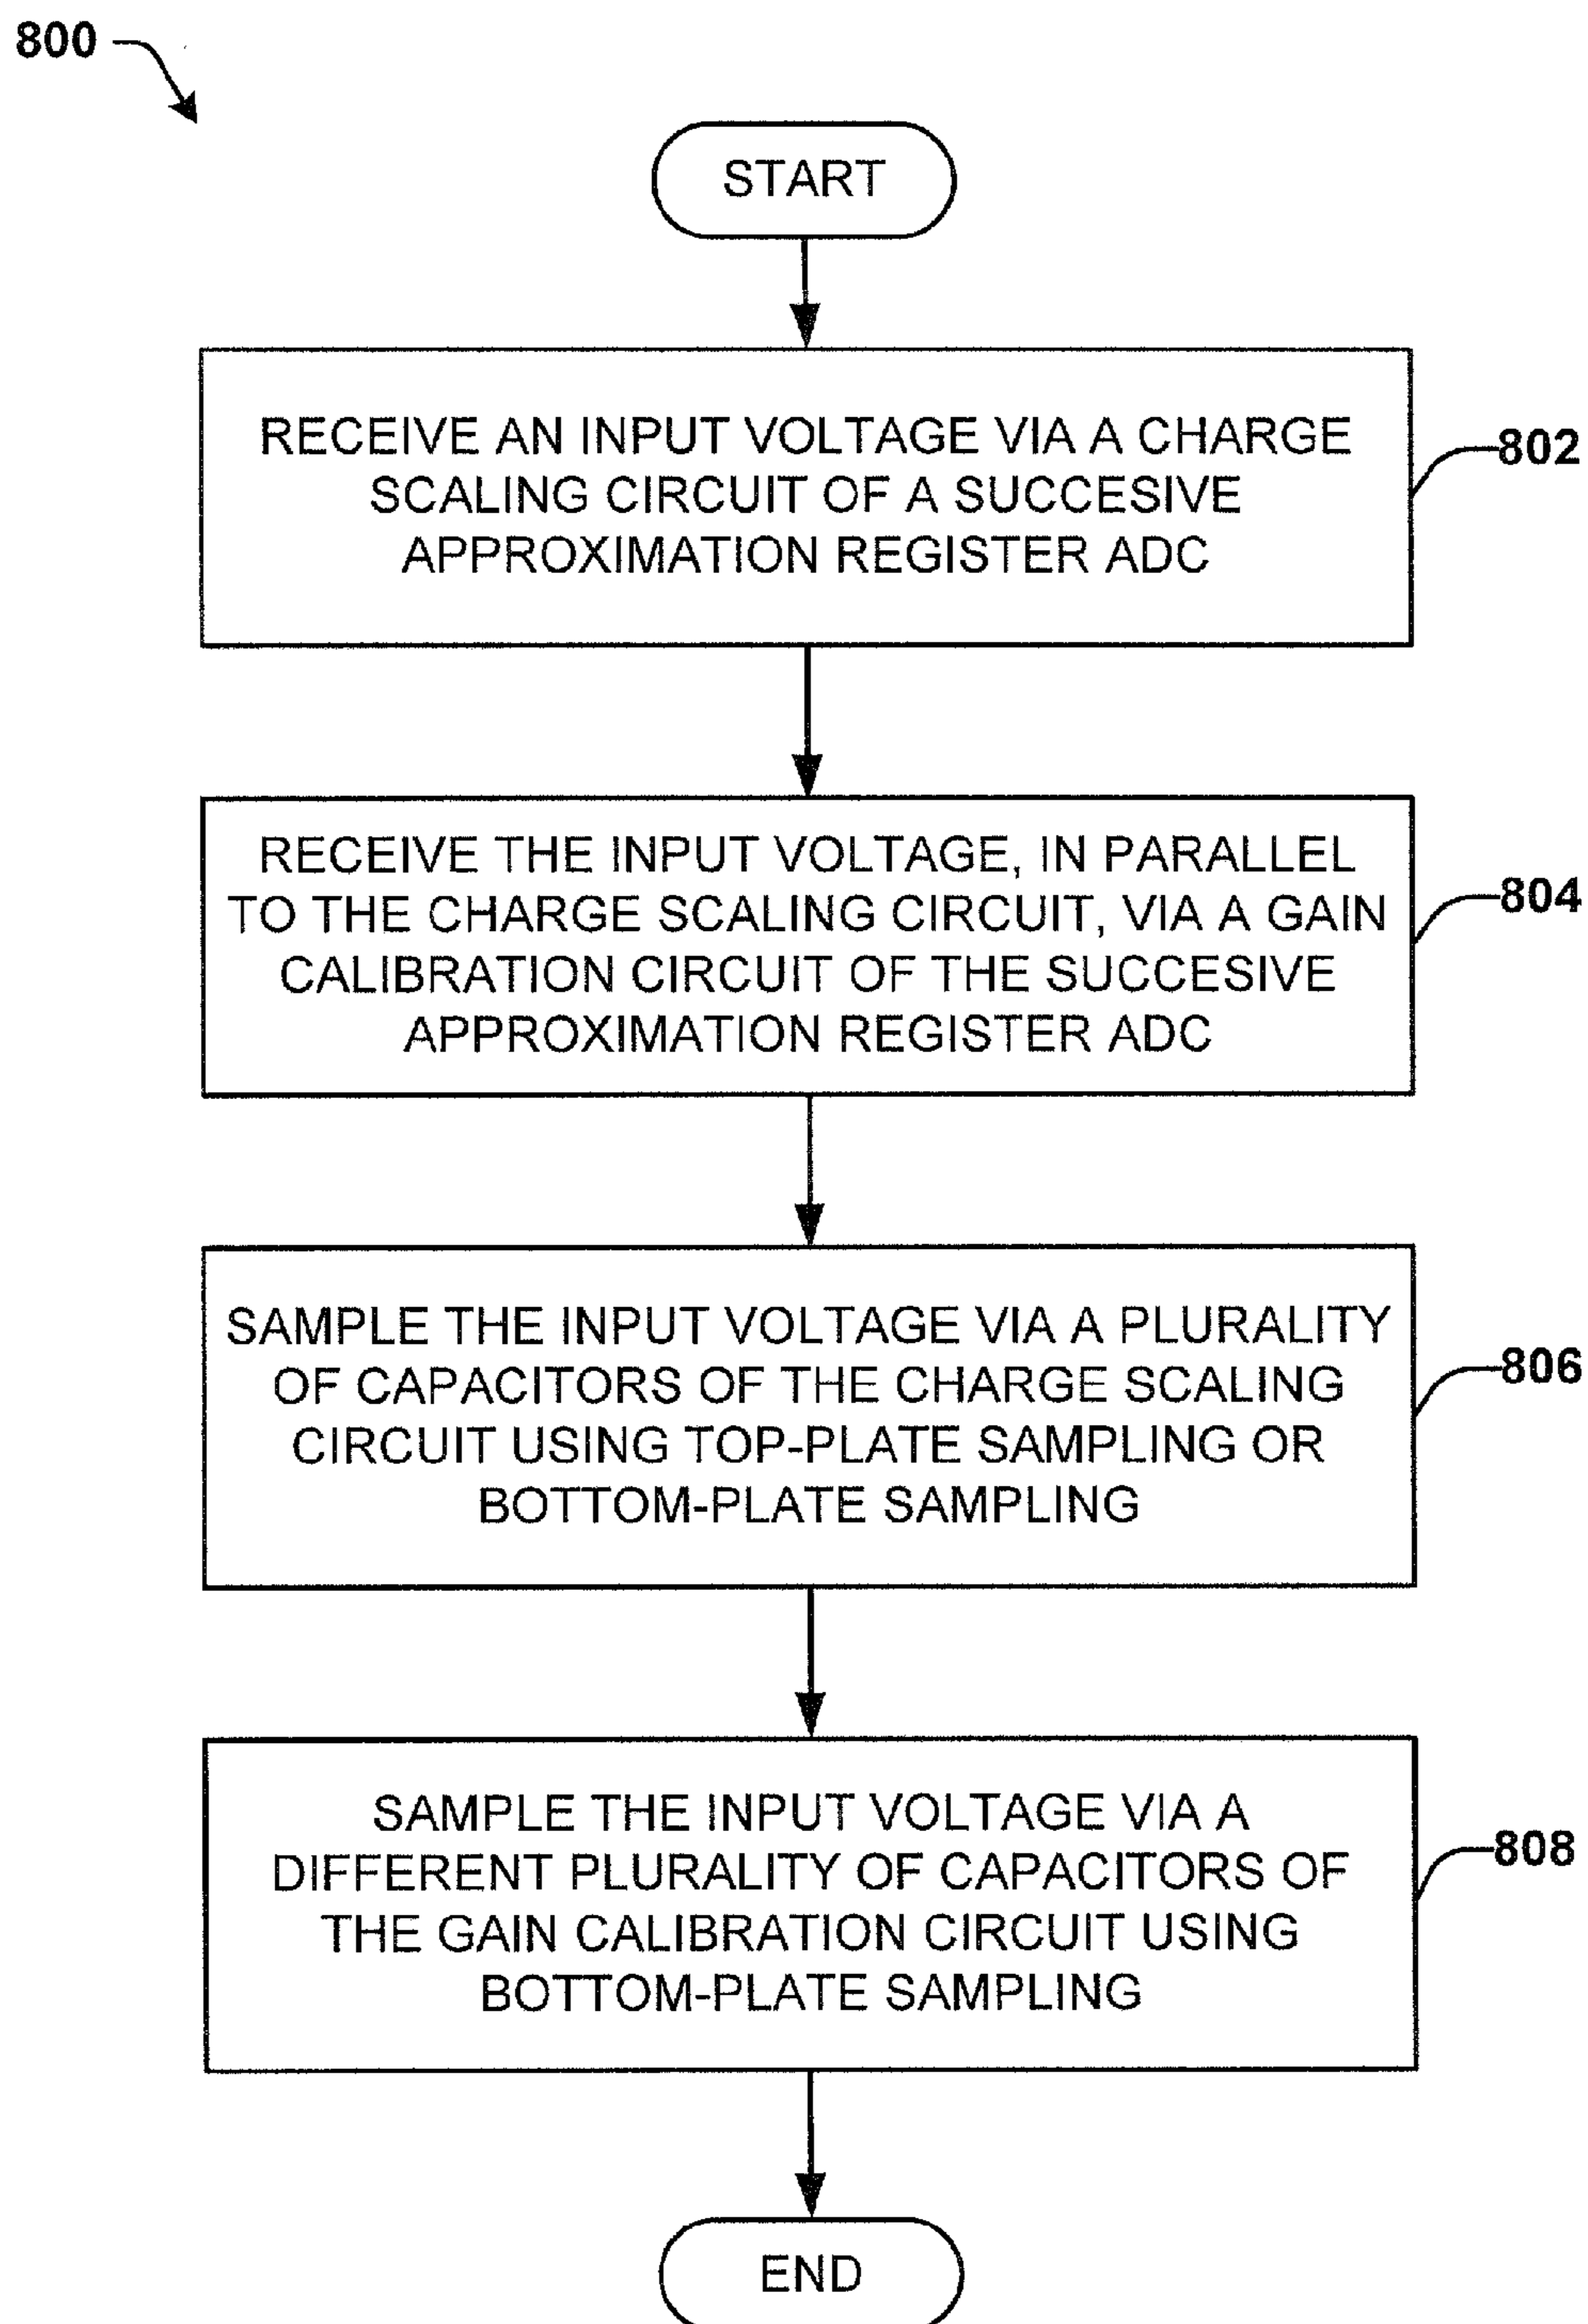 800
START
RECEIVE AN INPUT VOLTAGE VIA A CHARGE
SCALING CIRCUIT OF A SUCCESIVE
APPROXIMATION REGISTER ADC
802
RECEIVE THE INPUT VOLTAGE, IN PARALLEL
TO THE CHARGE SCALING CIRCUIT, VIA A GAIN
CALIBRATION CIRCUIT OF THE SUCCESIVE
APPROXIMATION REGISTER ADC
804
SAMPLE THE INPUT VOLTAGE VIA A PLURALITY
OF CAPACITORS OF THE CHARGE SCALING
CIRCUIT USING TOP-PLATE SAMPLING OR
BOTTOM-PLATE SAMPLING
806
SAMPLE THE INPUT VOLTAGE VIA A
DIFFERENT PLURALITY OF CAPACITORS OF
THE GAIN CALIBRATION CIRCUIT USING
BOTTOM-PLATE SAMPLING
808
END